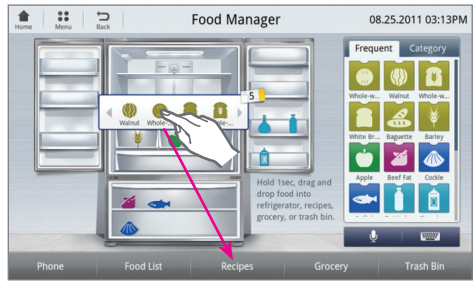 Home
Menu
Back
Food Manager
08.25.2011 03:13PM
Frequent
Category
Whole-w...
Walnut
Whole-w...
5
Walnut
Whole-...
White Br...
Baguette
Barley
Apple
Beef Fat
Cockle
Hold 1sec, drag and
drop food into
refrigerator, recipes,
grocery, or trash bin.
Phone
Food List
Recipes
Grocery
Trash Bin